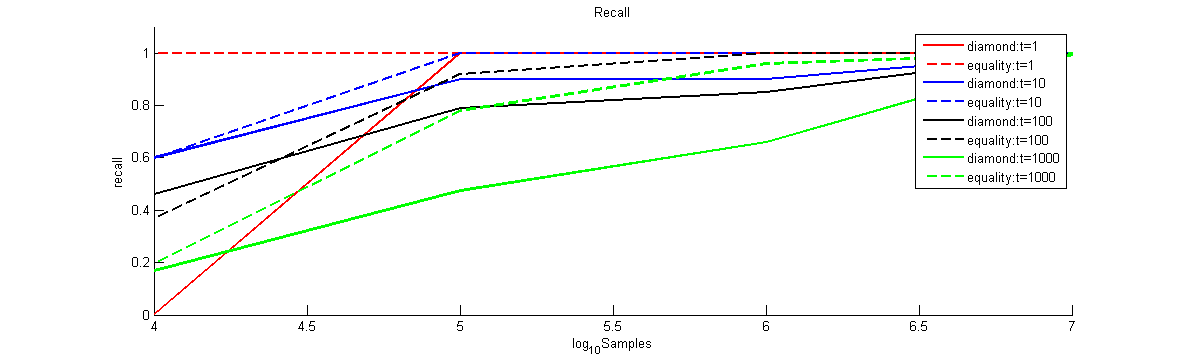 Recall
1
0.8
0.6
0.4
0.2
0
recall
4
4.5
5
5.5
6
6.5
7
log10Samples
diamond:t=1
equality:t=1
diamond:t=10
equality:t=10
diamond:t=100
equality:t=100
diamond:t=1000
equality:t=1000